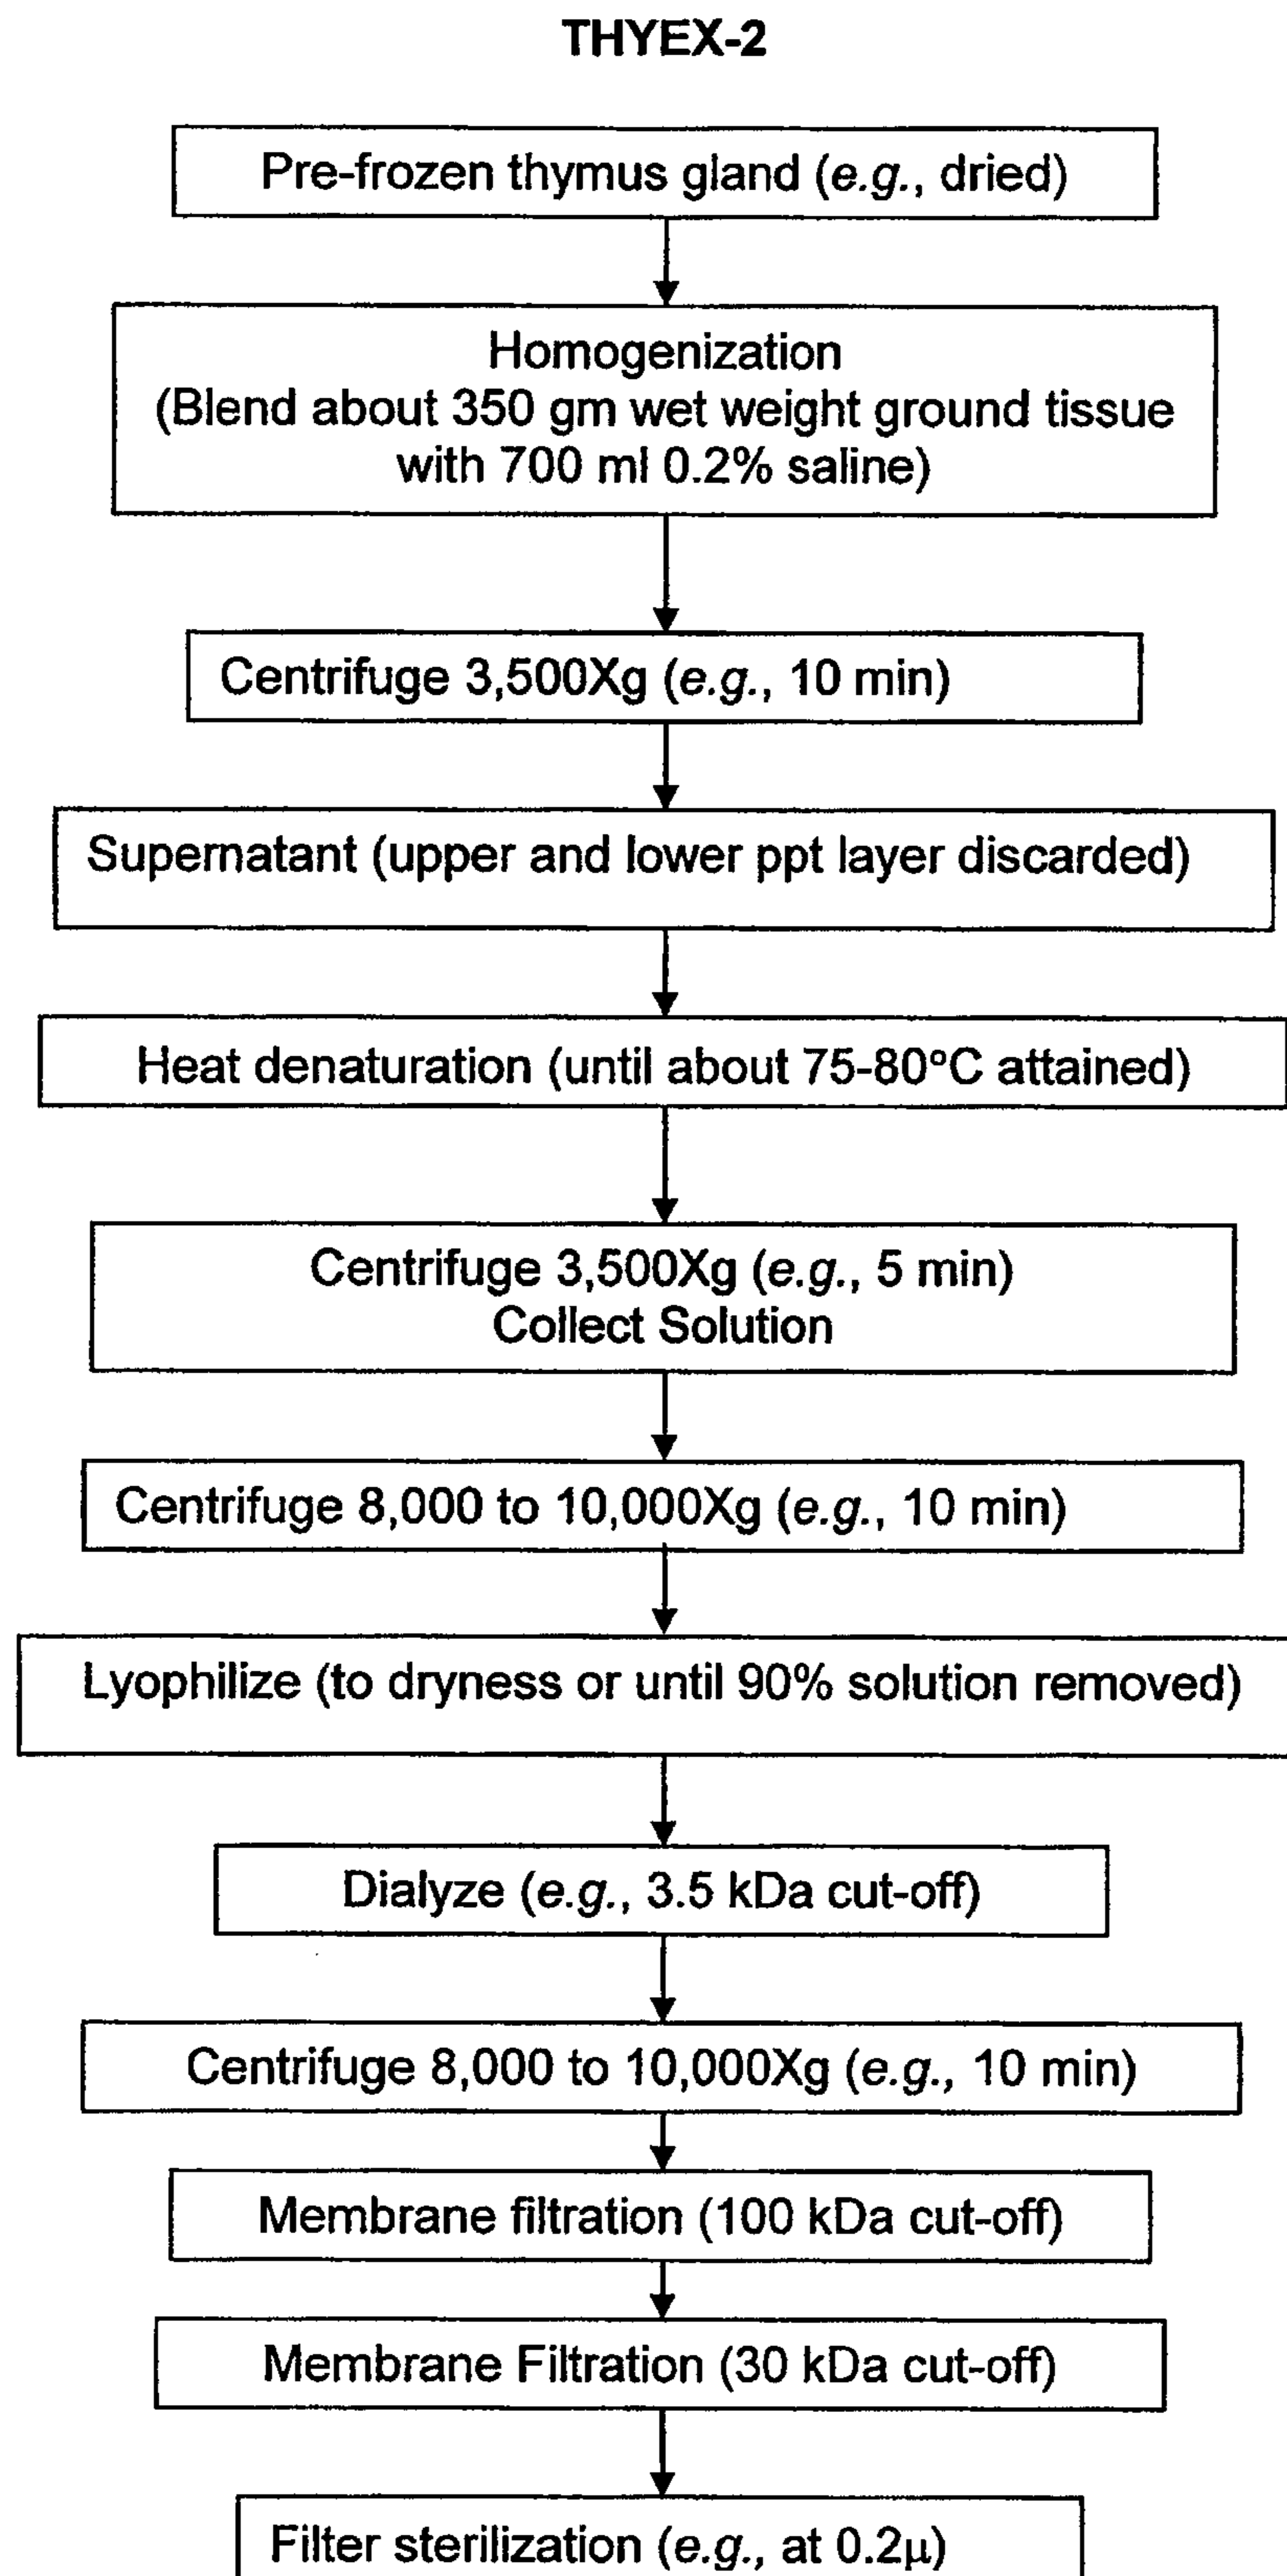 THYEX-2
Pre-frozen thymus gland (e.g., dried)
Homogenization
(Blend about 350 gm wet weight ground tissue
with 700 ml 0.2% saline)
Centrifuge 3,500Xg (e.g., 10 min)
Supernatant (upper and lower ppt layer discarded)
Heat denaturation (until about 75-80°C attained)
Centrifuge 3,500Xg (e.g., 5 min)
Collect Solution
Centrifuge 8,000 to 10,000Xg (e.g., 10 min)
Lyophilize (to dryness or until 90% solution removed)
Dialyze (e.g., 3.5 kDa cut-off)
Centrifuge 8,000 to 10,000Xg (e.g., 10 min)
Membrane filtration (100 kDa cut-off)
Membrane Filtration (30 kDa cut-off)
Filter sterilization (e.g., at 0.2μ)